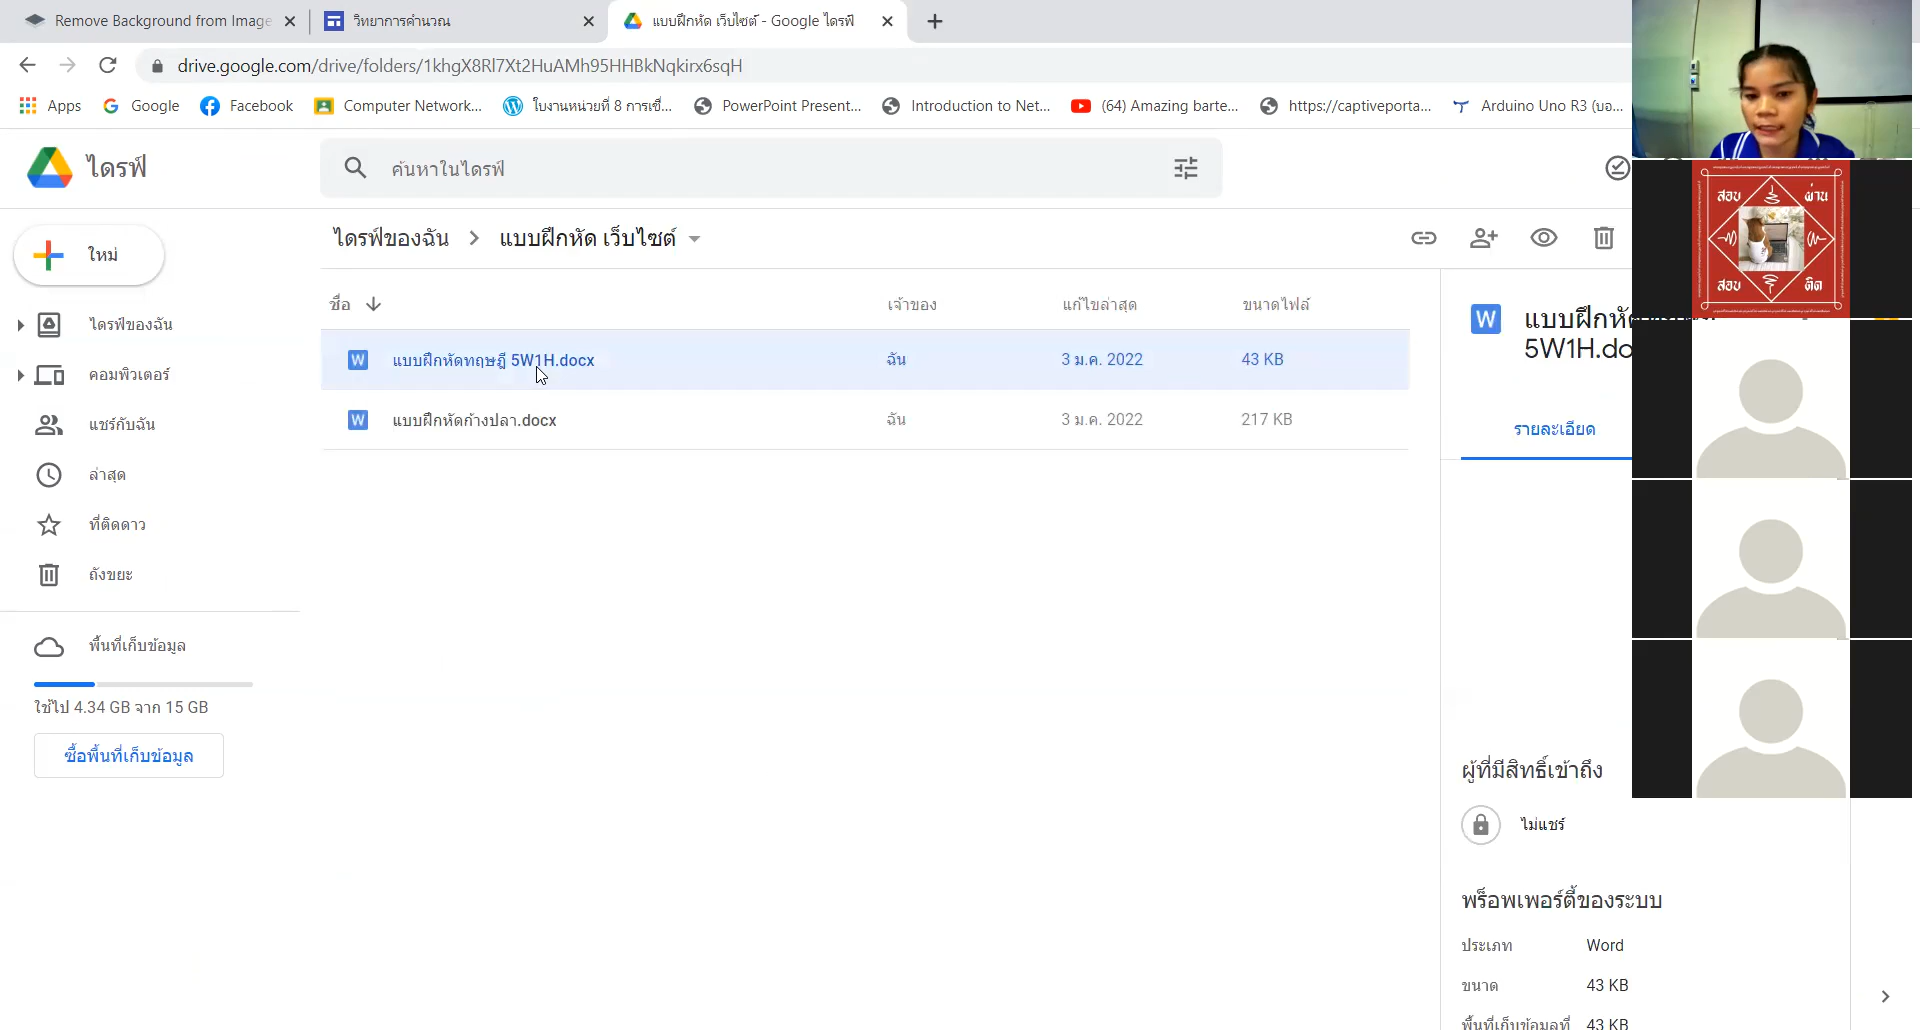 Remove Background from Image
วิทยาการคำนวณ
แบบฝึกหัด เว็บไซต์ - Google ไดรฟ์
drive.google.com/drive/folders/1khgX8Rl7Xt2HuAMh95HHBkNqkirx6sqH
Apps
Google
Facebook
Computer Network...
ใบงานหน่วยที่ 8 การเชื่...
PowerPoint Present...
Introduction to Net...
(64) Amazing barte...
https://captiveporta...
Arduino Uno R3 (บอ...
ไดรฟ์
ค้นหาในไดรฟ์
ใหม่
ไดรฟ์ของฉัน
แบบฝึกหัด เว็บไซต์
ชื่อ
เจ้าของ
แก้ไขล่าสุด
ขนาดไฟล์
แบบฝึกหัดทฤษฎี 5W1H.docx
ฉัน
3 ม.ค. 2022
43 KB
แบบฝึกหัดก้างปลา.docx
ฉัน
3 ม.ค. 2022
217 KB
ไดรฟ์ของฉัน
คอมพิวเตอร์
แชร์กับฉัน
ล่าสุด
ที่ติดดาว
ถังขยะ
พื้นที่เก็บข้อมูล
ใช้ไป 4.34 GB จาก 15 GB
ซื้อพื้นที่เก็บข้อมูล
แบบฝึกหัด
5W1H.do
รายละเอียด
ผู้ที่มีสิทธิ์เข้าถึง
ไม่แชร์
พร็อพเพอร์ตี้ของระบบ
ประเภท
Word
ขนาด
43 KB
พื้นที่เก็บข้อมูลที่
43 KB
สอบ
ผ่าน
สอบ
ติด